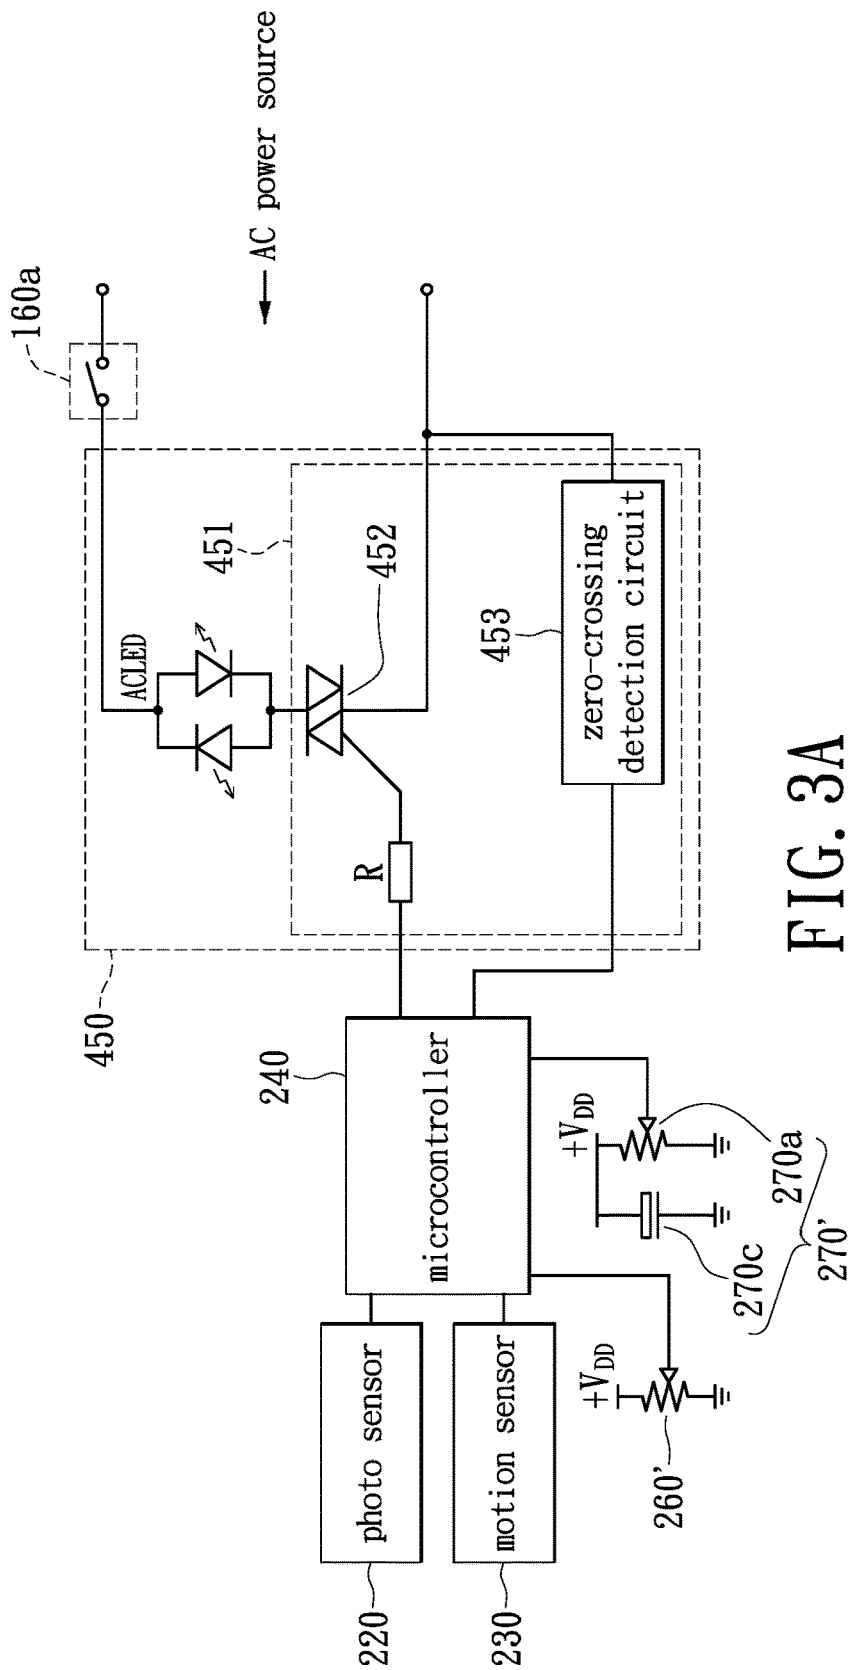 450
451
160a
ACLED
AC power source
452
R
240
220
photo sensor
microcontroller
453
zero-crossing
detection circuit
230
motion sensor
+VDD
+VDD
260'
270c
270a
270'
FIG. 3A